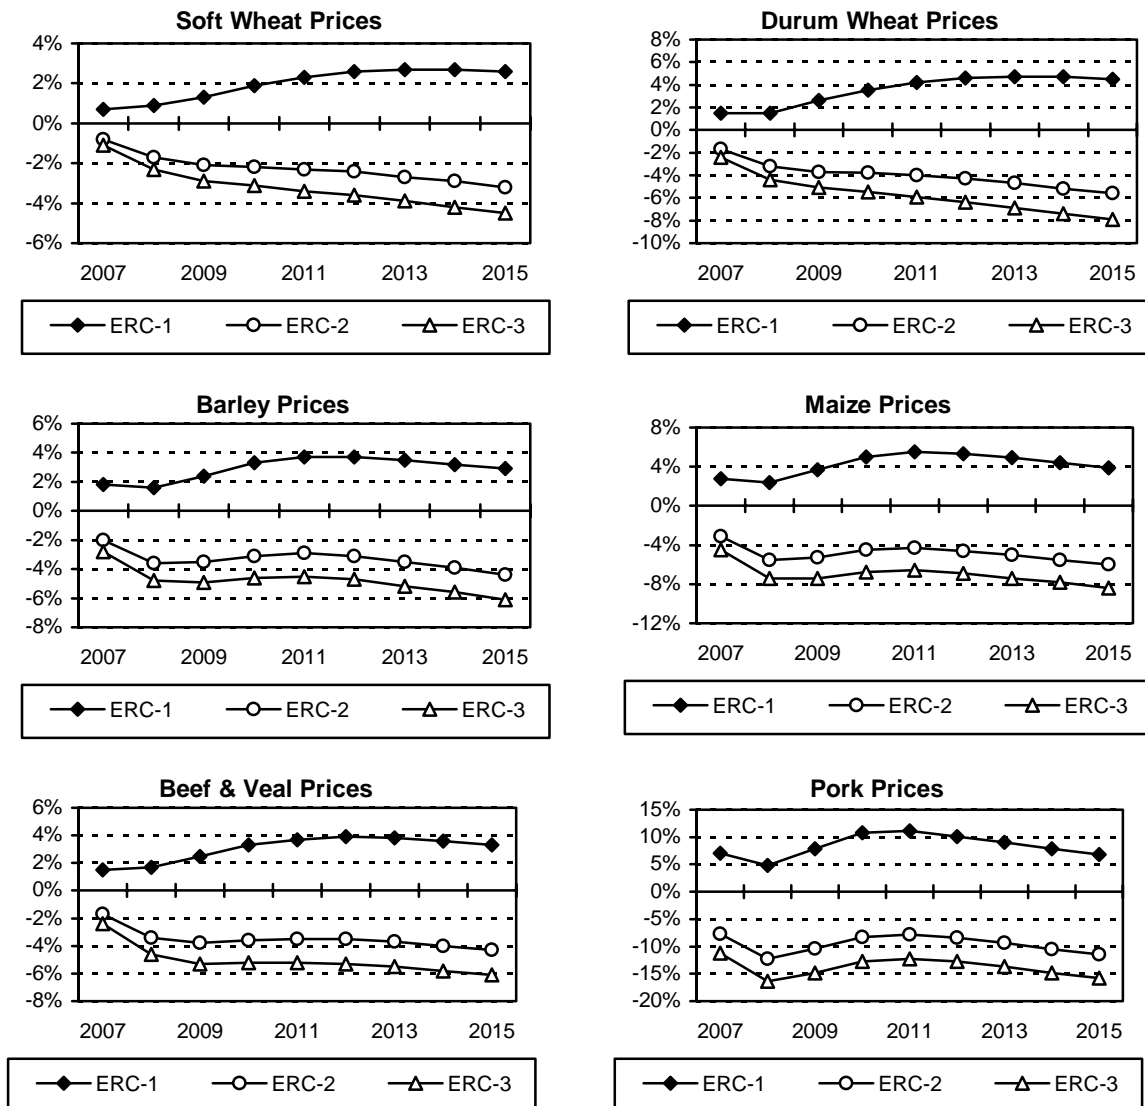 Soft Wheat Prices
4%
2%
0%
-2%
-4%
-6%
2007 2009 2011 2013 2015
ERC-1 ERC-2 ERC-3
Durum Wheat Prices
8%
6%
4%
2%
0%
-2%
-4%
-6%
-8%
-10%
2007 2009 2011 2013 2015
ERC-1 ERC-2 ERC-3
Barley Prices
6%
4%
2%
0%
-2%
-4%
-6%
-8%
2007 2009 2011 2013 2015
ERC-1 ERC-2 ERC-3
Maize Prices
8%
4%
0%
-4%
-8%
-12%
2007 2009 2011 2013 2015
ERC-1 ERC-2 ERC-3
Beef & Veal Prices
6%
4%
2%
0%
-2%
-4%
-6%
-8%
2007 2009 2011 2013 2015
ERC-1 ERC-2 ERC-3
Pork Prices
15%
10%
5%
0%
-5%
-10%
-15%
-20%
2007 2009 2011 2013 2015
ERC-1 ERC-2 ERC-3